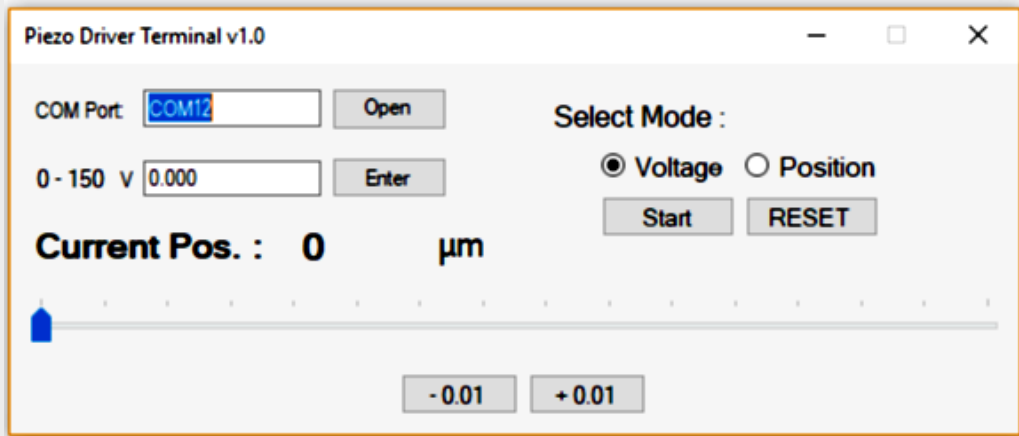 Piezo Driver Terminal v1.0
COM Port: COM12 Open
Select Mode :
0 - 150 V 0.000 Enter
Voltage Position
Start RESET
Current Pos. : 0 µm
- 0.01 + 0.01